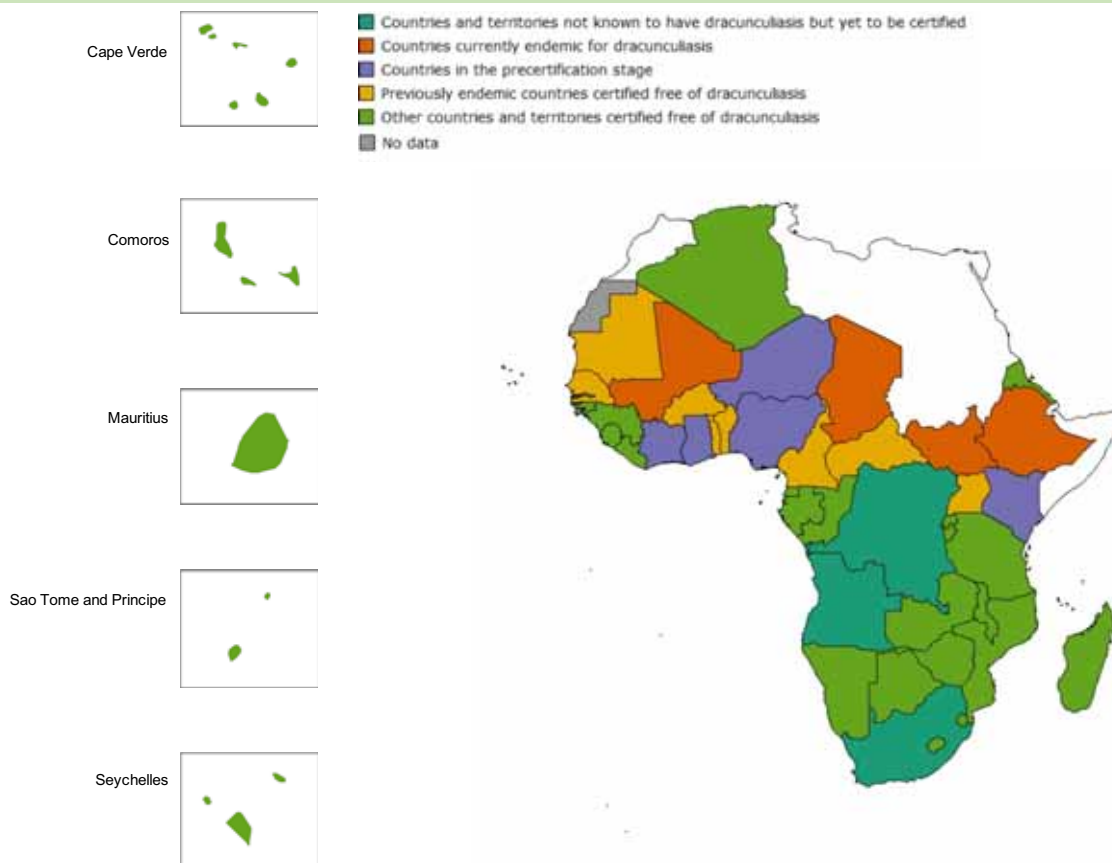 Cape Verde
Countries and territories not known to have dracunculiasis but yet to be certified
Countries currently endemic for dracunculiasis
Countries in the precertification stage
Previously endemic countries certified free of dracunculiasis
Other countries and territories certified free of dracunculiasis
No data
Comoros
Mauritius
Sao Tome and Principe
Seychelles